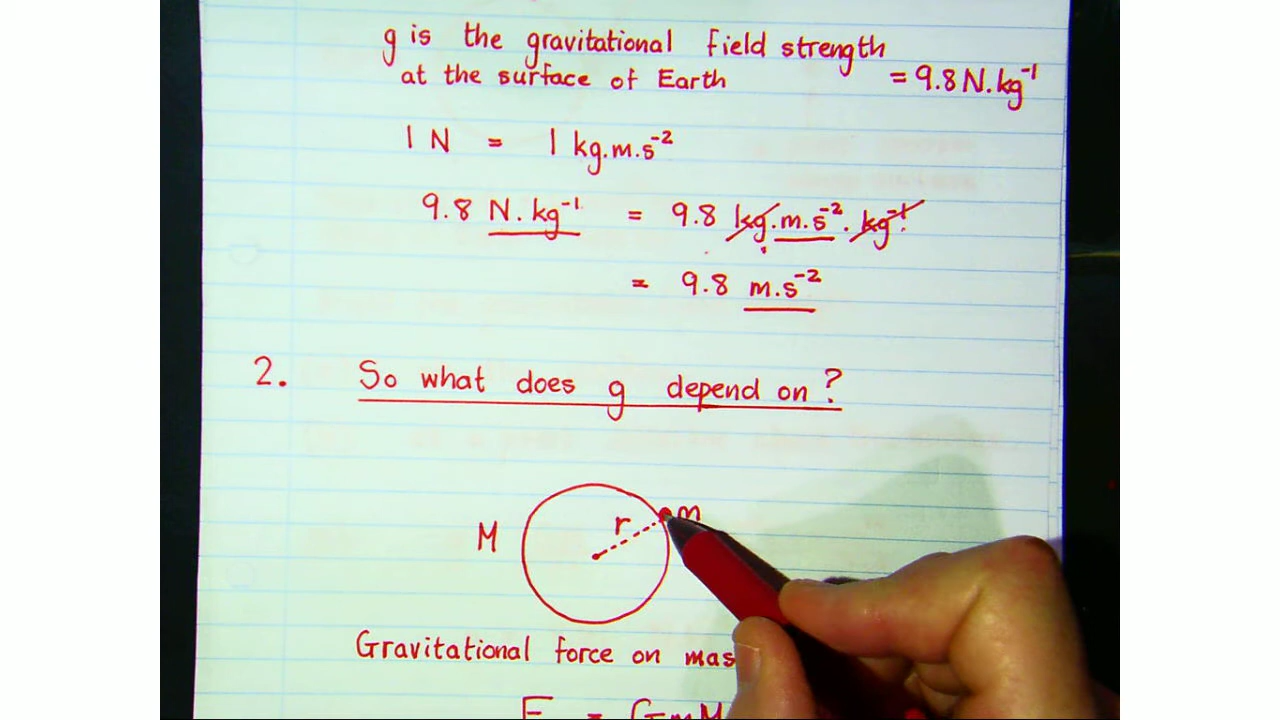 g is the gravitational field strength
at the surface of Earth = 9.8 N.kg⁻¹
1 N = 1 kg.m.s⁻²
9.8 N.kg⁻¹ = 9.8 kg.m.s⁻².kg⁻¹
= 9.8 m.s⁻²
2. So what does g depend on?
M r m
Gravitational force on
F = GmM